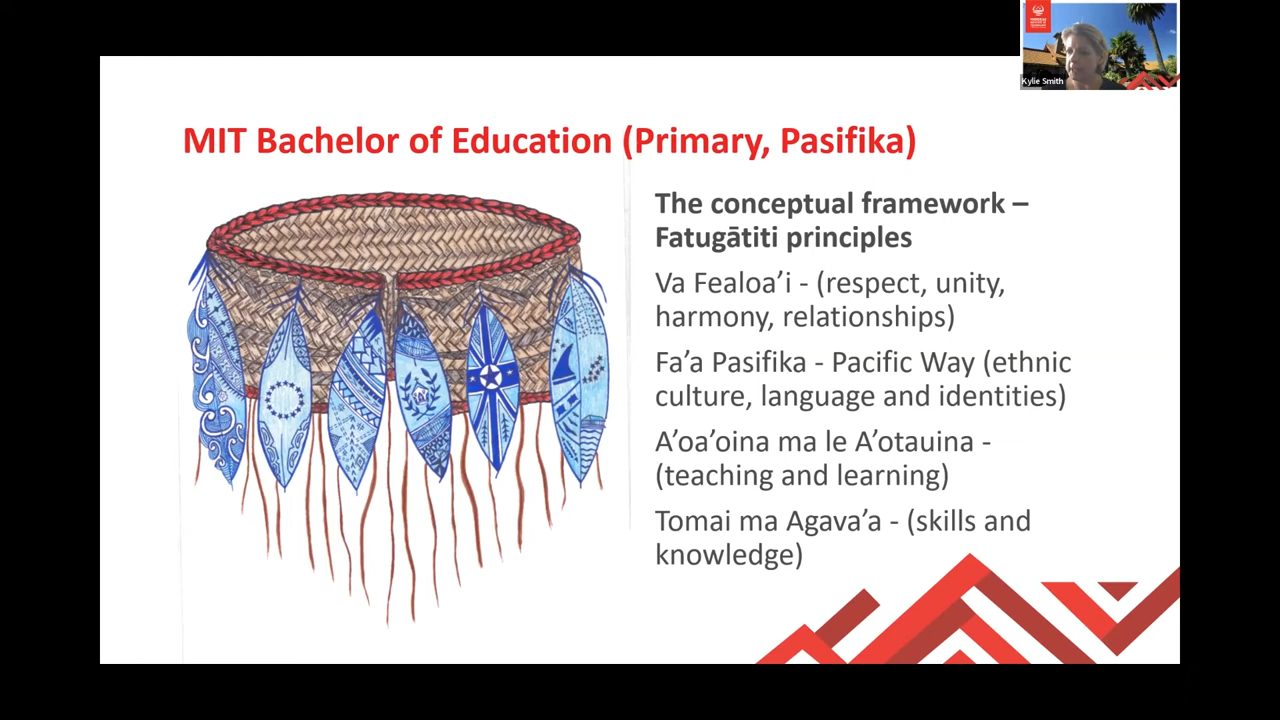 Kylie Smith
MIT Bachelor of Education (Primary, Pasifika)
The conceptual framework –
Fatugātiti principles
Va Fealoa’i - (respect, unity,
harmony, relationships)
Fa’a Pasifika - Pacific Way (ethnic
culture, language and identities)
A’oa’oina ma le A’otauina -
(teaching and learning)
Tomai ma Agava’a - (skills and
knowledge)